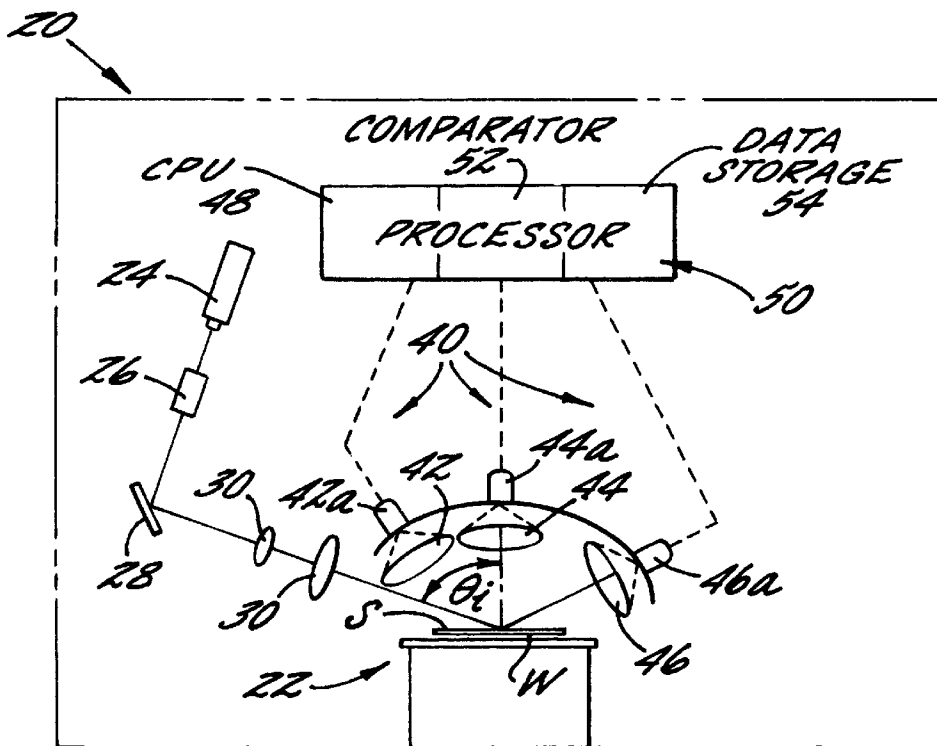 20
COMPARATOR
52
CPU
48
DATA
STORAGE
54
PROCESSOR
50
24
26
40
44a
42
42a
44
30
28
30
θi
46a
S
46
22
W